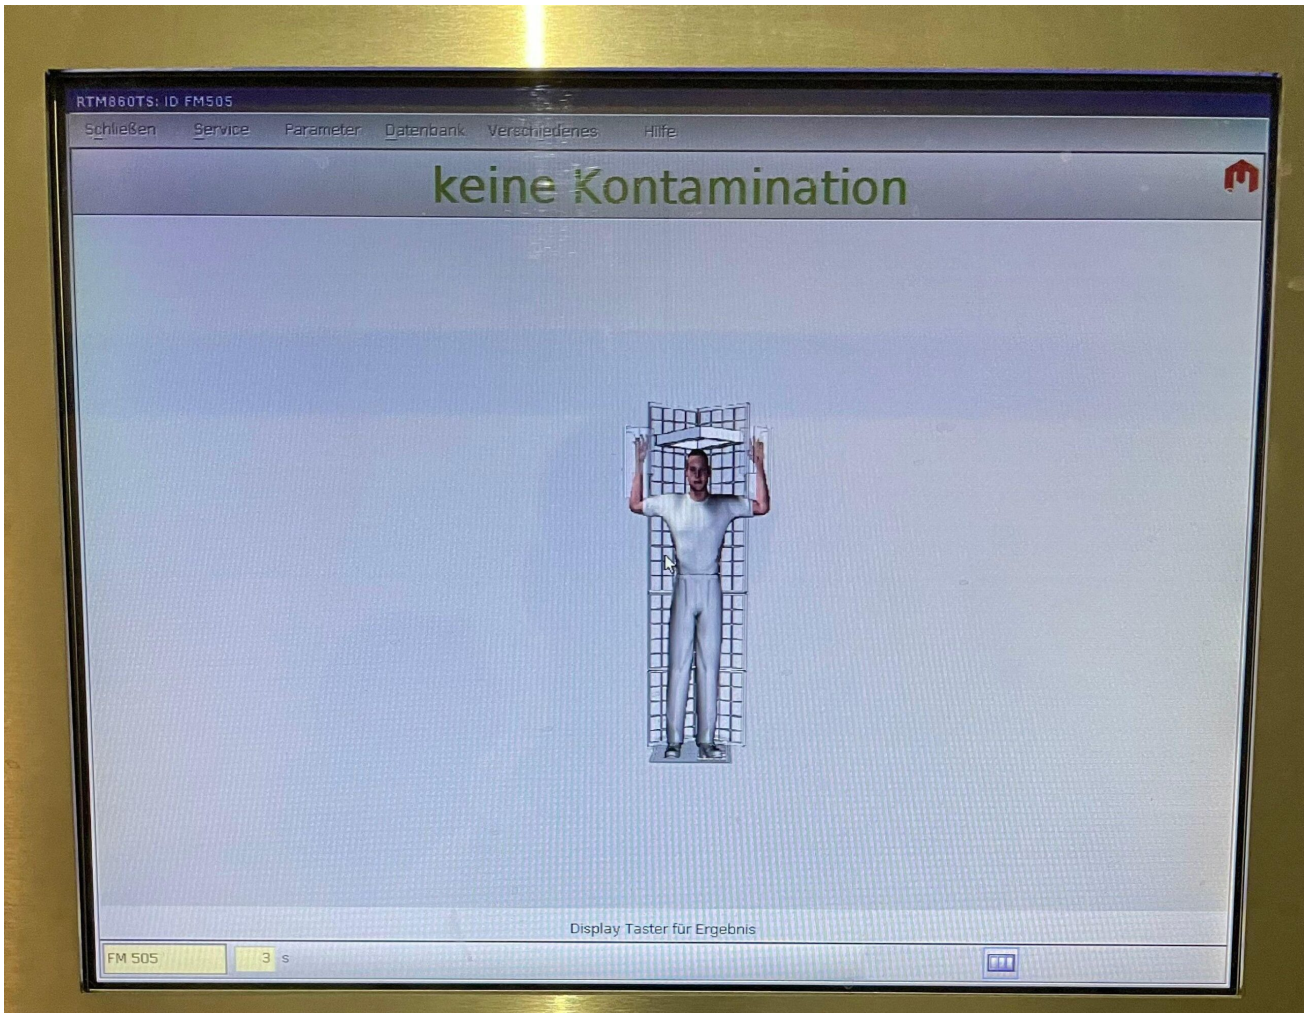 RTM860TS: ID FM505
Schließen Service Parameter Datenbank Verschiedenes Hilfe
keine Kontamination
Display Taster für Ergebnis
FM 505 3 s